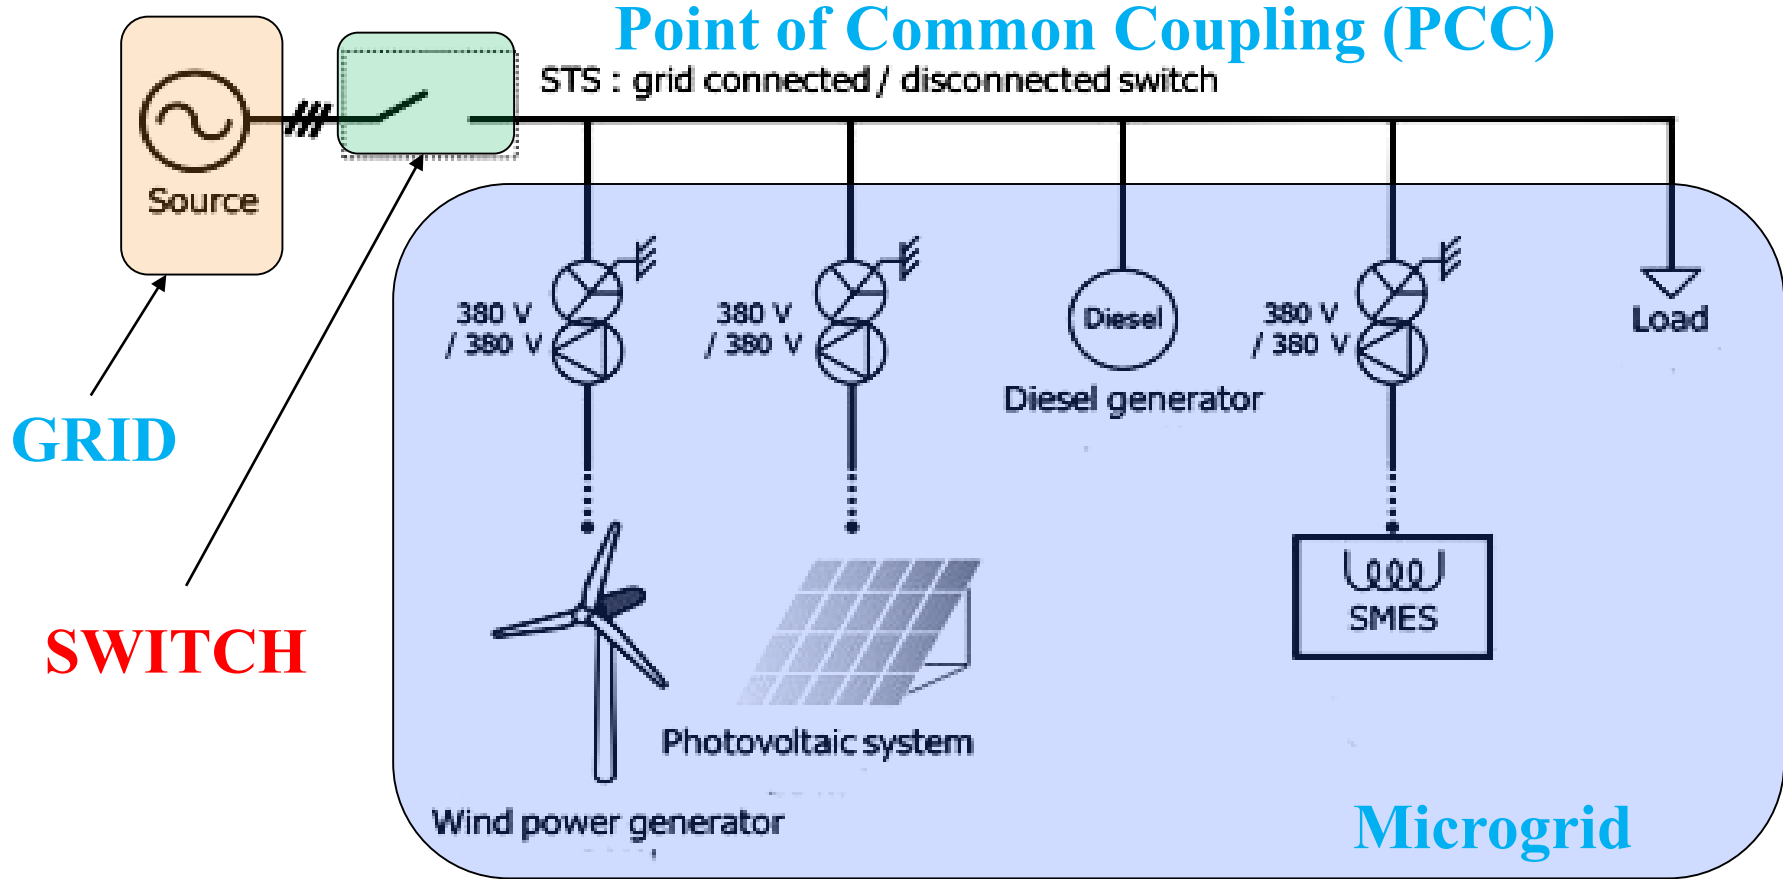 Point of Common Coupling (PCC)
STS : grid connected / disconnected switch
Source
380 V
/ 380 V
380 V
/ 380 V
Diesel
Diesel generator
380 V
/ 380 V
Load
GRID
SWITCH
SMES
Photovoltaic system
Wind power generator
Microgrid